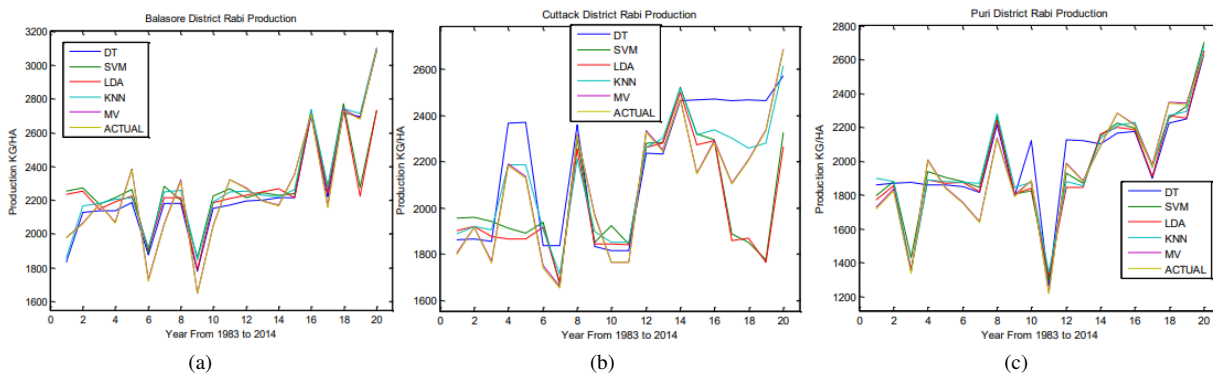 Balasore District Rabi Production
3200
3000
2800
2600
2400
2200
2000
1800
1600
Production KG/HA
DT
SVM
LDA
KNN
MV
ACTUAL
0 2 4 6 8 10 12 14 16 18 20
Year From 1983 to 2014
(a)
Cuttack District Rabi Production
2600
2400
2200
2000
1800
1600
Production KG/HA
DT
SVM
LDA
KNN
MV
ACTUAL
0 2 4 6 8 10 12 14 16 18 20
Year From 1983 to 2014
(b)
Puri District Rabi Production
2800
2600
2400
2200
2000
1800
1600
1400
1200
Production KG/HA
DT
SVM
LDA
KNN
MV
ACTUAL
0 2 4 6 8 10 12 14 16 18 20
Year From 1983 to 2014
(c)